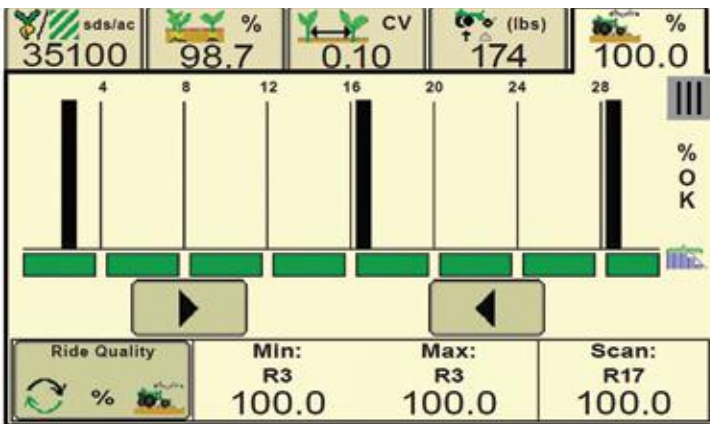 sds/ac
35100
%
98.7
CV
0.10
(lbs)
174
%
100.0
4 8 12 16 20 24 28
%
O
K
Ride Quality
%
Min:
R3
100.0
Max:
R3
100.0
Scan:
R17
100.0